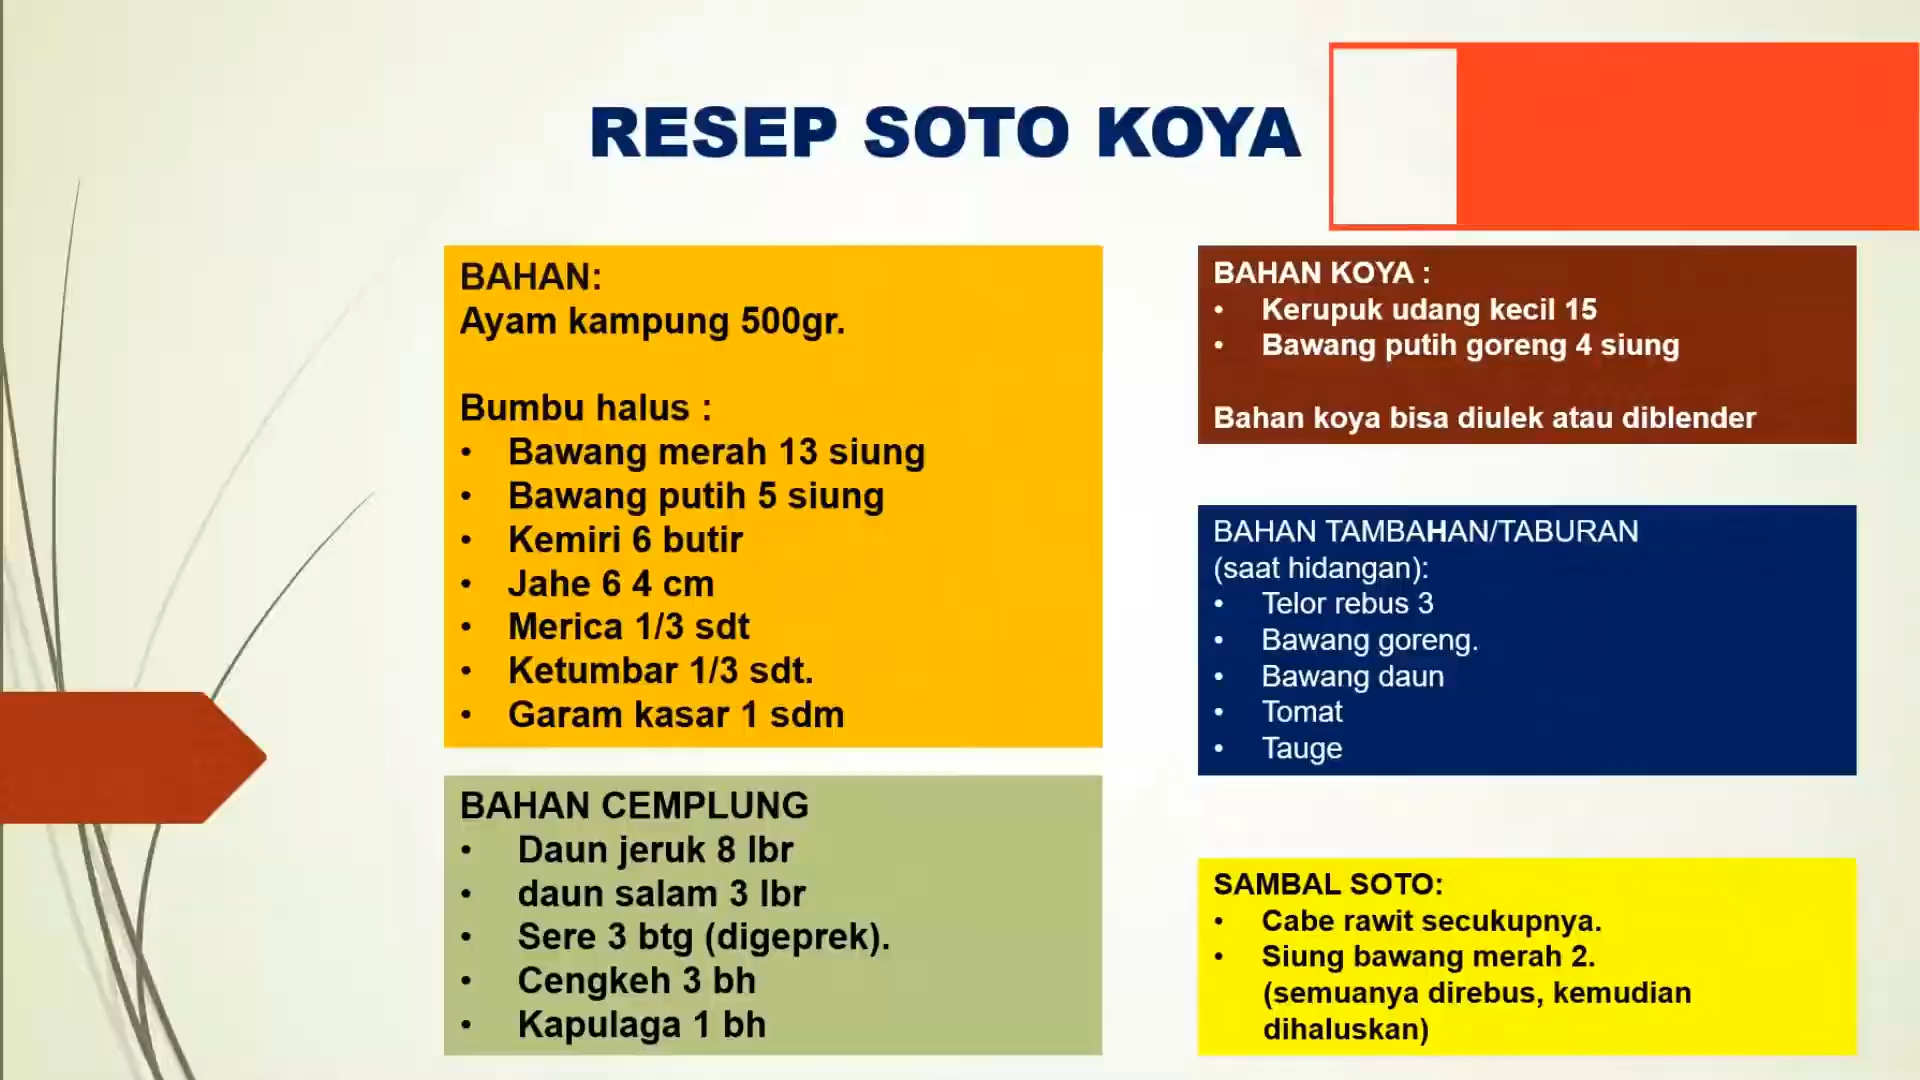 RESEP SOTO KOYA
BAHAN:
Ayam kampung 500gr.
Bumbu halus :
• Bawang merah 13 siung
• Bawang putih 5 siung
• Kemiri 6 butir
• Jahe 6 4 cm
• Merica 1/3 sdt
• Ketumbar 1/3 sdt.
• Garam kasar 1 sdm
BAHAN CEMPLUNG
• Daun jeruk 8 lbr
• daun salam 3 lbr
• Sere 3 btg (digeprek).
• Cengkeh 3 bh
• Kapulaga 1 bh
BAHAN KOYA :
• Kerupuk udang kecil 15
• Bawang putih goreng 4 siung
Bahan koya bisa diulek atau diblender
BAHAN TAMBAHAN/TABURAN
(saat hidangan):
• Telor rebus 3
• Bawang goreng.
• Bawang daun
• Tomat
• Tauge
SAMBAL SOTO:
• Cabe rawit secukupnya.
• Siung bawang merah 2.
(semuanya direbus, kemudian
dihaluskan)